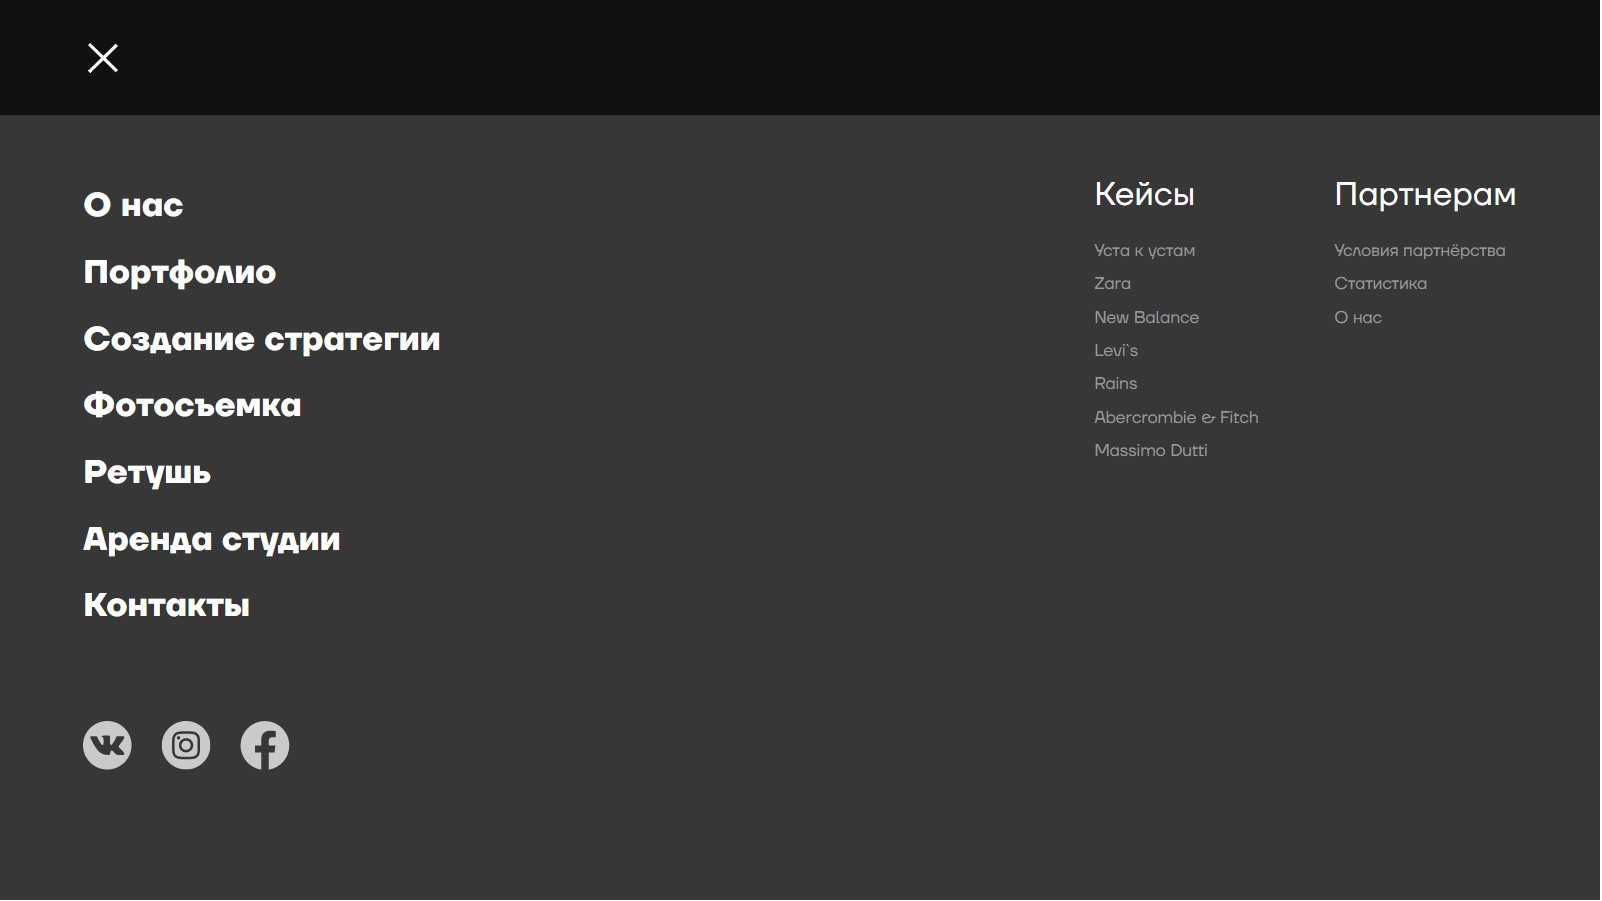 О нас
Портфолио
Создание стратегии
Фотосъемка
Ретушь
Аренда студии
Контакты
Кейсы
Уста к устам
Zara
New Balance
Levi`s
Rains
Abercrombie & Fitch
Massimo Dutti
Партнерам
Условия партнёрства
Статистика
О нас